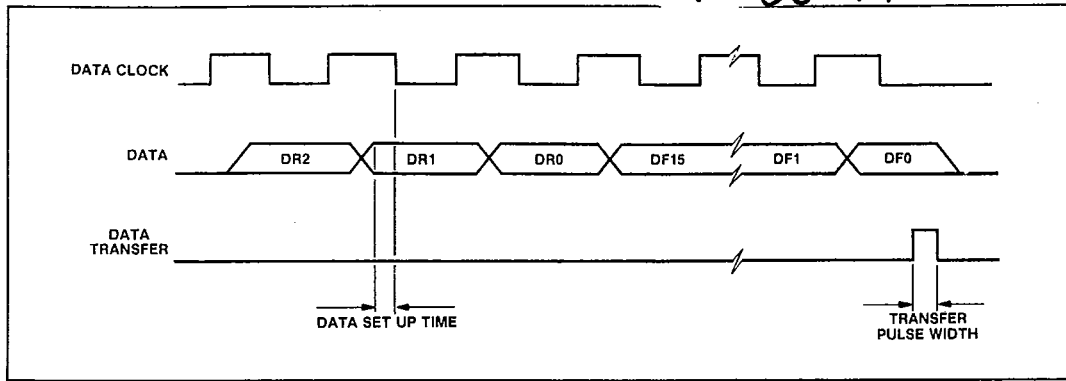 DATA CLOCK
DATA
DR2 DR1 DR0 DF15 DF1 DF0
DATA
TRANSFER
DATA SET UP TIME
TRANSFER
PULSE WIDTH